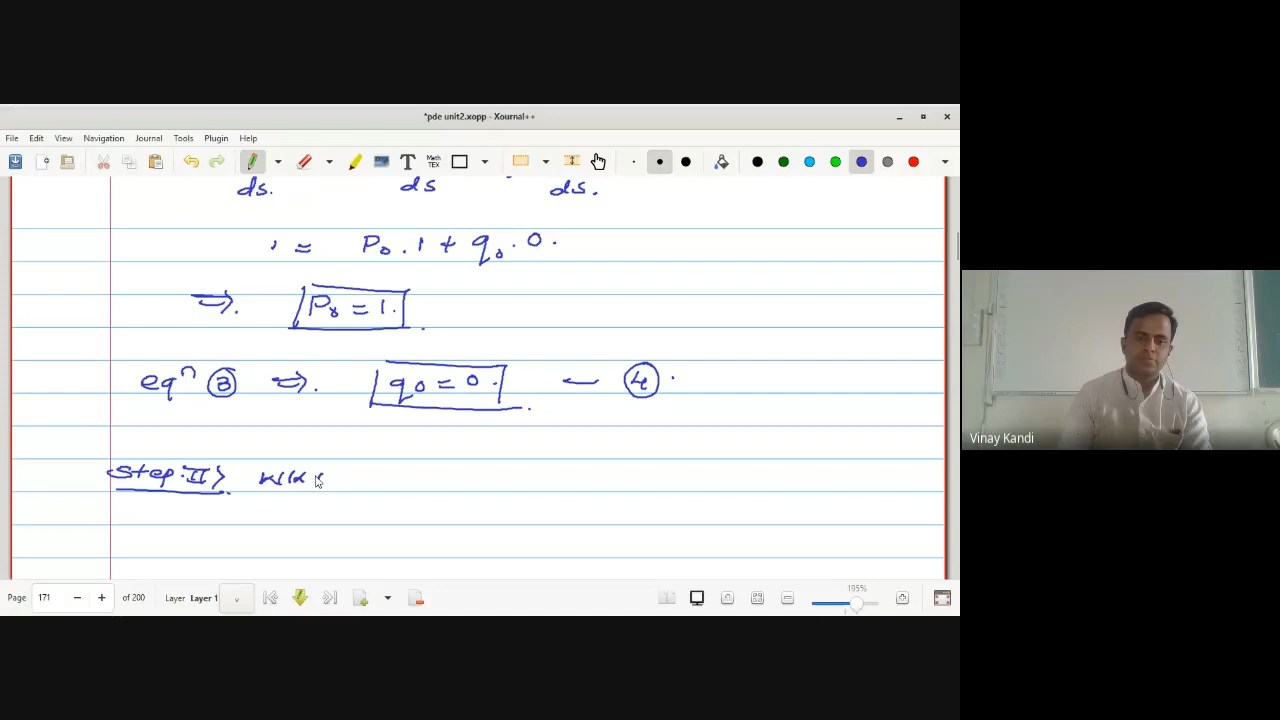 *pde unit2.xopp - Xournal++
File Edit View Navigation Journal Tools Plugin Help
ds. ds ds.
1 = P₀ . 1 + q₀ . 0 .
⇒. P₀ = 1 .
eqⁿ ③ ⇒. q₀ = 0 . ← ④ .
Step.II>
Vinay Kandi
Page 171 of 200 Layer Layer 1 195%